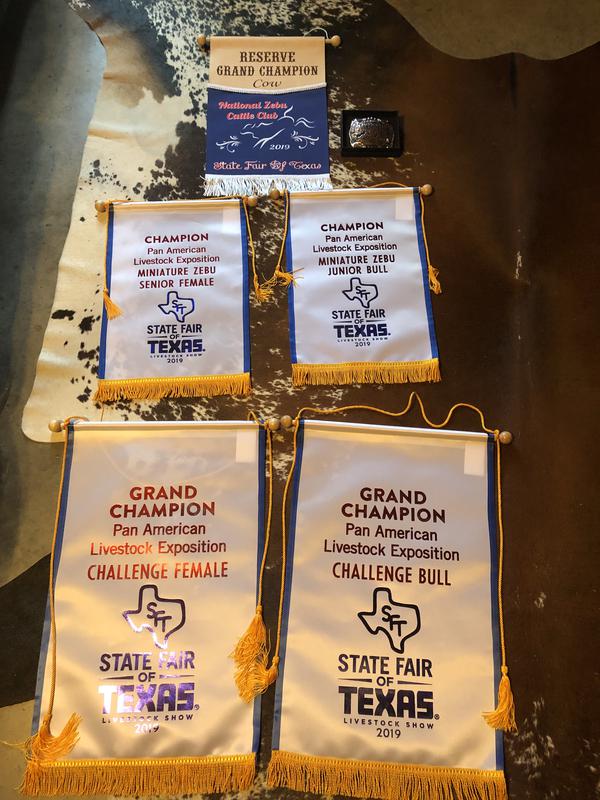 RESERVE
GRAND CHAMPION
Cow
National Zebu
Cattle Club
2019
State Fair Of Texas
CHAMPION
Pan American
Livestock Exposition
MINIATURE ZEBU
SENIOR FEMALE
SFT
STATE FAIR
OF
TEXAS®
LIVESTOCK SHOW
2019
CHAMPION
Pan American
Livestock Exposition
MINIATURE ZEBU
JUNIOR BULL
SFT
STATE FAIR
OF
TEXAS®
LIVESTOCK SHOW
2019
GRAND
CHAMPION
Pan American
Livestock Exposition
CHALLENGE FEMALE
SFT
STATE FAIR
OF
TEXAS®
LIVESTOCK SHOW
2019
GRAND
CHAMPION
Pan American
Livestock Exposition
CHALLENGE BULL
SFT
STATE FAIR
OF
TEXAS®
LIVESTOCK SHOW
2019